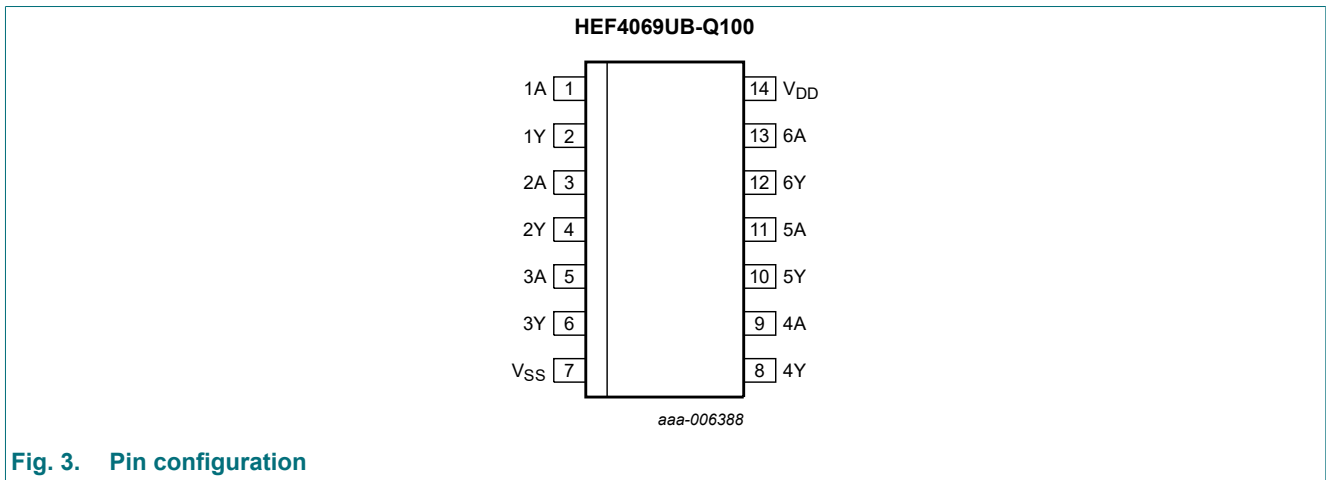 HEF4069UB-Q100
1A 1 14 VDD
1Y 2 13 6A
2A 3 12 6Y
2Y 4 11 5A
3A 5 10 5Y
3Y 6 9 4A
VSS 7 8 4Y
aaa-006388
Fig. 3. Pin configuration